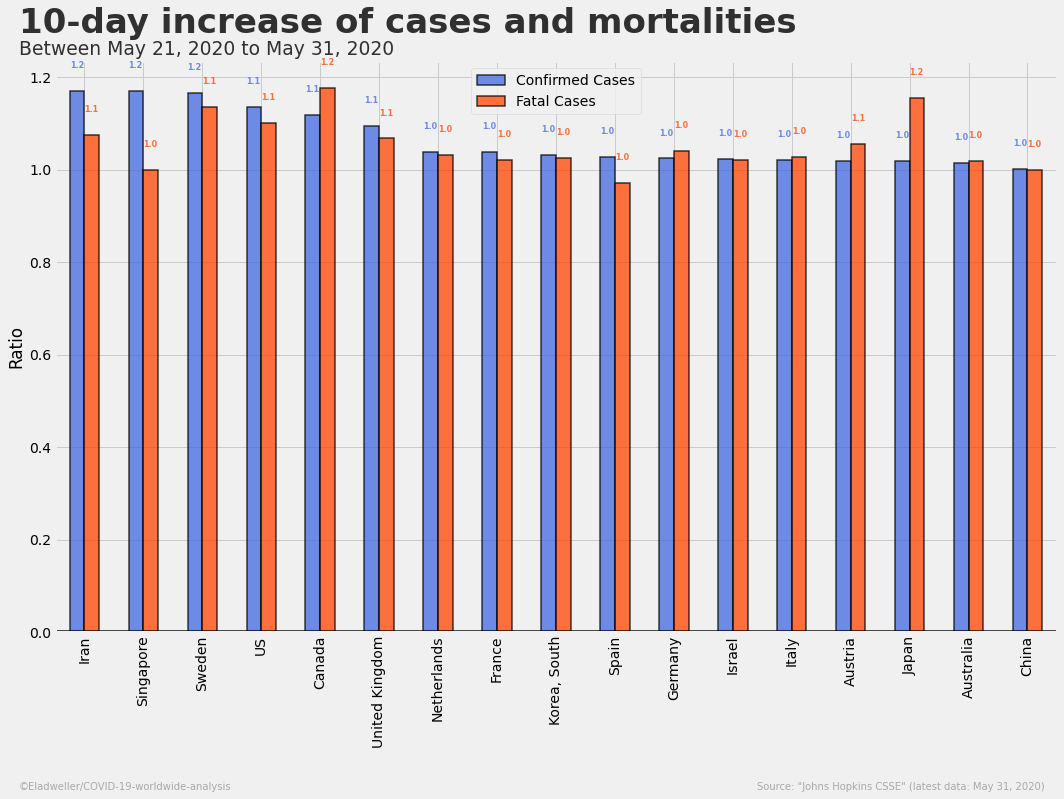 10-day increase of cases and mortalities
Between May 21, 2020 to May 31, 2020
Confirmed Cases
Fatal Cases
1.2
1.0
0.8
0.6
0.4
0.2
0.0
Ratio
1.2 1.1 1.2 1.0 1.2 1.1 1.1 1.1 1.1 1.2 1.1 1.1 1.0 1.0 1.0 1.0 1.0 1.0 1.0 1.0 1.0 1.0 1.0 1.0 1.0 1.0 1.0 1.1 1.0 1.2 1.0 1.0 1.0 1.0
Iran
Singapore
Sweden
US
Canada
United Kingdom
Netherlands
France
Korea, South
Spain
Germany
Israel
Italy
Austria
Japan
Australia
China
©Eladweller/COVID-19-worldwide-analysis
Source: "Johns Hopkins CSSE" (latest data: May 31, 2020)